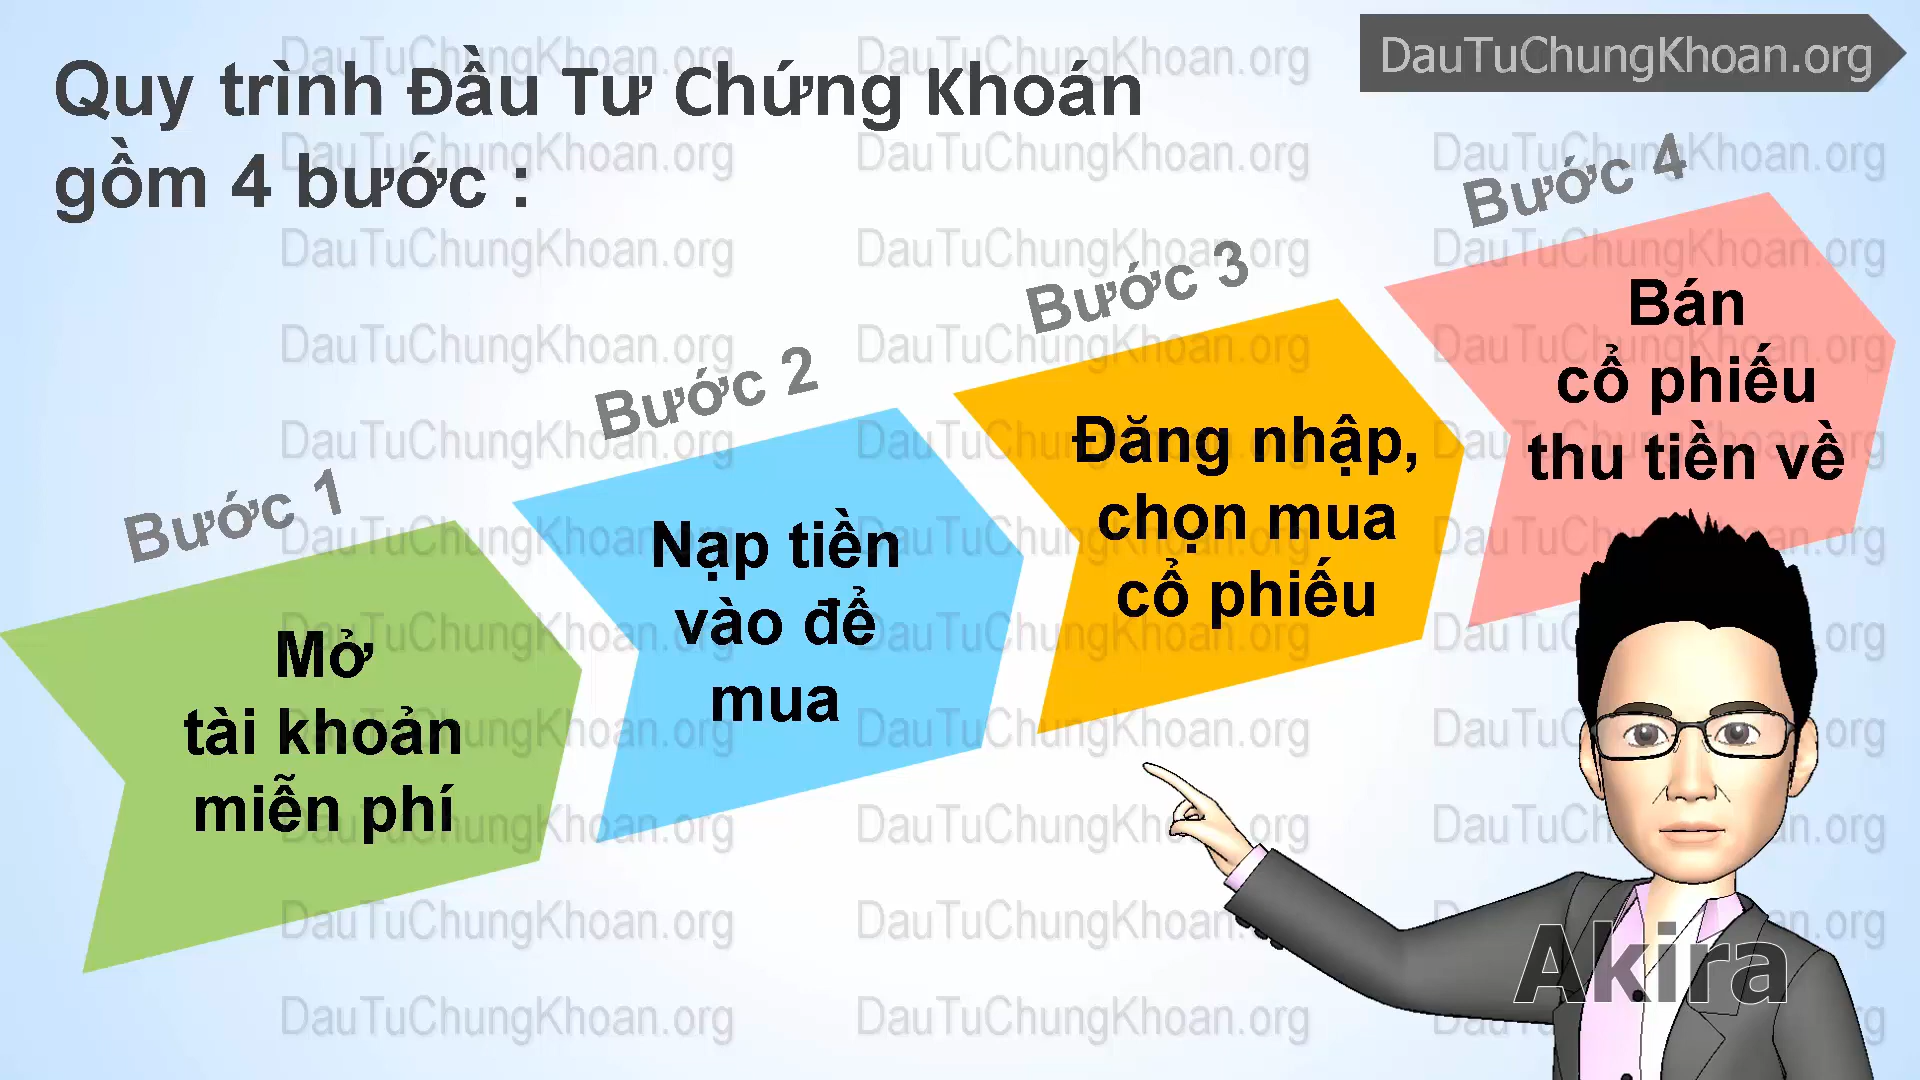 DauTuChungKhoan.org
Quy trình Đầu Tư Chứng Khoán
gồm 4 bước :
Bước 1
Mở
tài khoản
miễn phí
Bước 2
Nạp tiền
vào để
mua
Bước 3
Đăng nhập,
chọn mua
cổ phiếu
Bước 4
Bán
cổ phiếu
thu tiền về
Akira